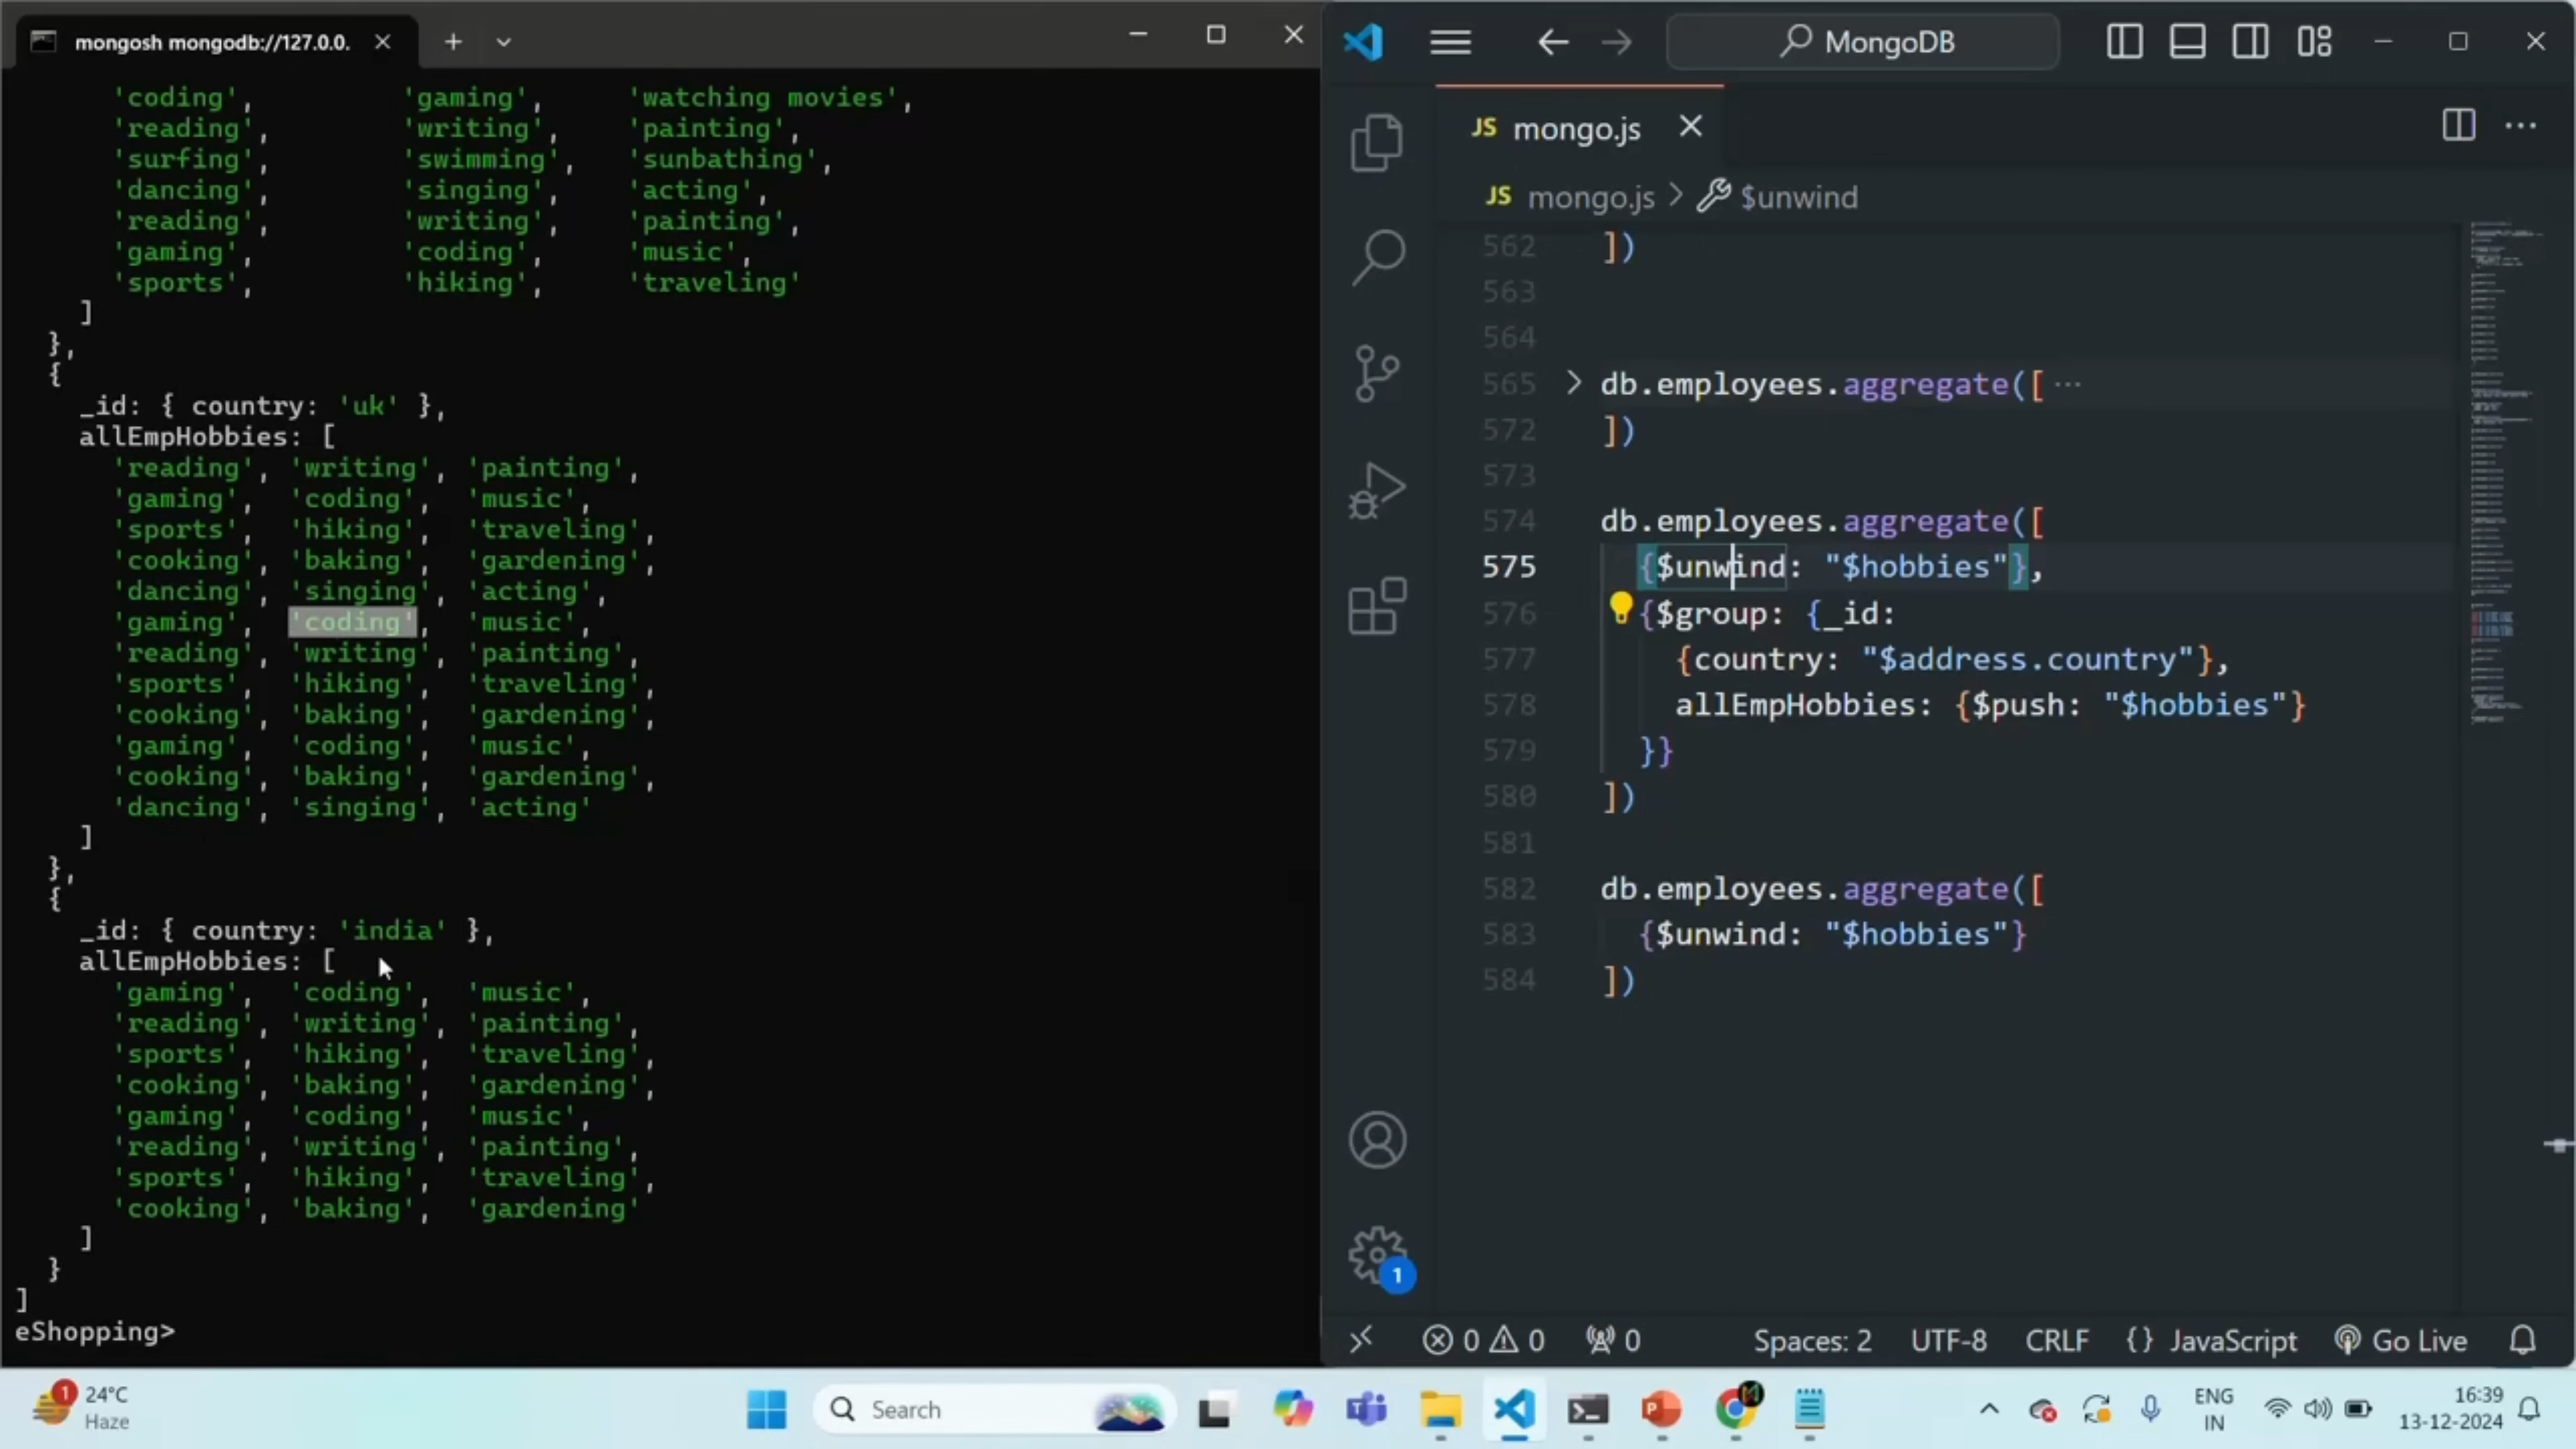 mongosh mongodb://127.0.0.
'coding', 'gaming', 'watching movies',
'reading', 'writing', 'painting',
'surfing', 'swimming', 'sunbathing',
'dancing', 'singing', 'acting',
'reading', 'writing', 'painting',
'gaming', 'coding', 'music',
'sports', 'hiking', 'traveling'
]
},
{
_id: { country: 'uk' },
allEmpHobbies: [
'reading', 'writing', 'painting',
'gaming', 'coding', 'music',
'sports', 'hiking', 'traveling',
'cooking', 'baking', 'gardening',
'dancing', 'singing', 'acting',
'gaming', 'coding', 'music',
'reading', 'writing', 'painting',
'sports', 'hiking', 'traveling',
'cooking', 'baking', 'gardening',
'gaming', 'coding', 'music',
'cooking', 'baking', 'gardening',
'dancing', 'singing', 'acting'
]
},
{
_id: { country: 'india' },
allEmpHobbies: [
'gaming', 'coding', 'music',
'reading', 'writing', 'painting',
'sports', 'hiking', 'traveling',
'cooking', 'baking', 'gardening',
'gaming', 'coding', 'music',
'reading', 'writing', 'painting',
'sports', 'hiking', 'traveling',
'cooking', 'baking', 'gardening'
]
}
]
eShopping>
MongoDB
JS mongo.js
JS mongo.js > $unwind
562 ])
563
564
565 > db.employees.aggregate([ ···
572 ])
573
574 db.employees.aggregate([
575 {$unwind: "$hobbies"},
576 {$group: {_id:
577 {country: "$address.country"},
578 allEmpHobbies: {$push: "$hobbies"}
579 }}
580 ])
581
582 db.employees.aggregate([
583 {$unwind: "$hobbies"}
584 ])
1
0 0 0 Spaces: 2 UTF-8 CRLF {} JavaScript Go Live
1 24°C
Haze
Search
ENG
IN
16:39
13-12-2024